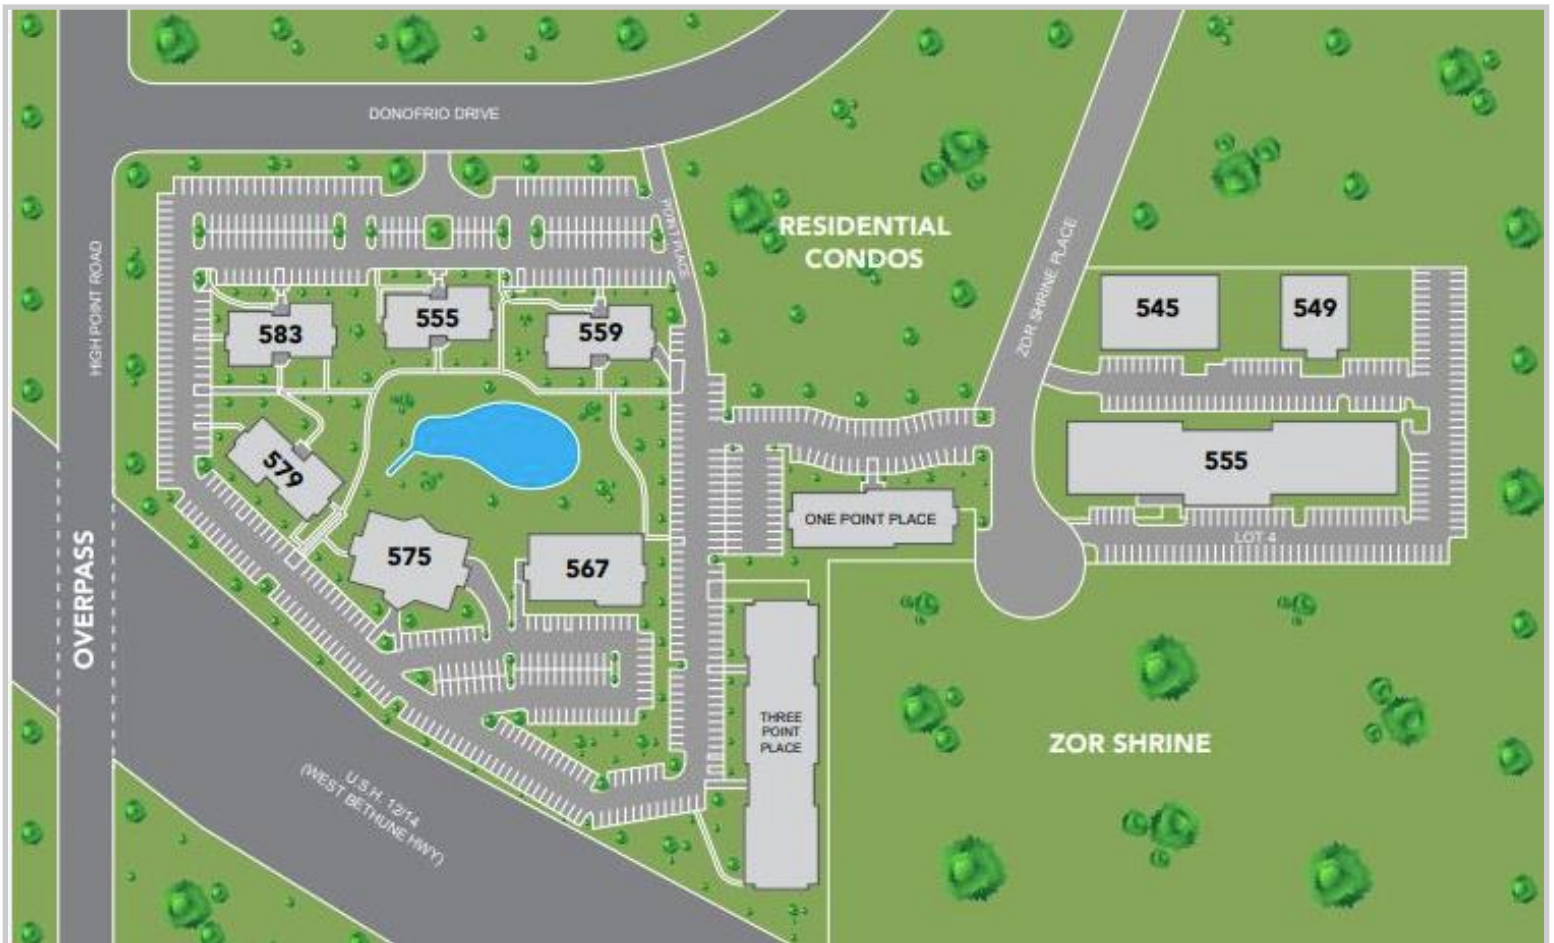 DONOFRIO DRIVE
POINT PLACE
RESIDENTIAL
CONDOS
HIGH POINT ROAD
ZOR SHRINE PLACE
583
555
559
545
549
579
555
ONE POINT PLACE
LOT 4
575
567
OVERPASS
THREE
POINT
PLACE
ZOR SHRINE
U.S.H. 12/14
(WEST BETHUNE HWY)